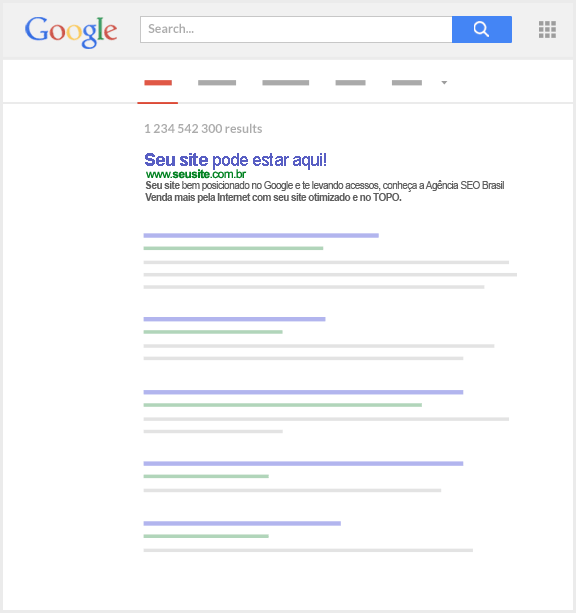 Google
Search...
1 234 542 300 results
Seu site pode estar aqui!
www.seusite.com.br
Seu site bem posicionado no Google e te levando acessos, conheça a Agência SEO Brasil
Venda mais pela Internet com seu site otimizado e no TOPO.